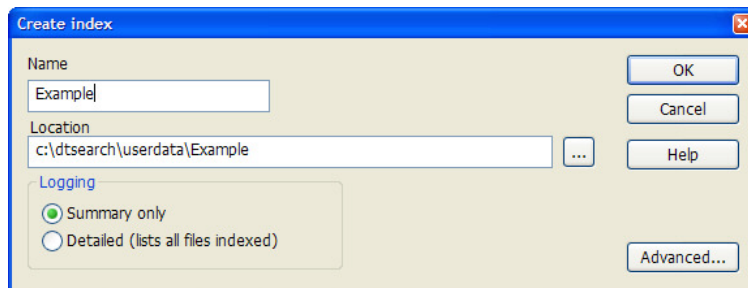 Create index
Name
OK
Example
Cancel
Location
c:\dtsearch\userdata\Example
...
Help
Logging
Summary only
Detailed (lists all files indexed)
Advanced...